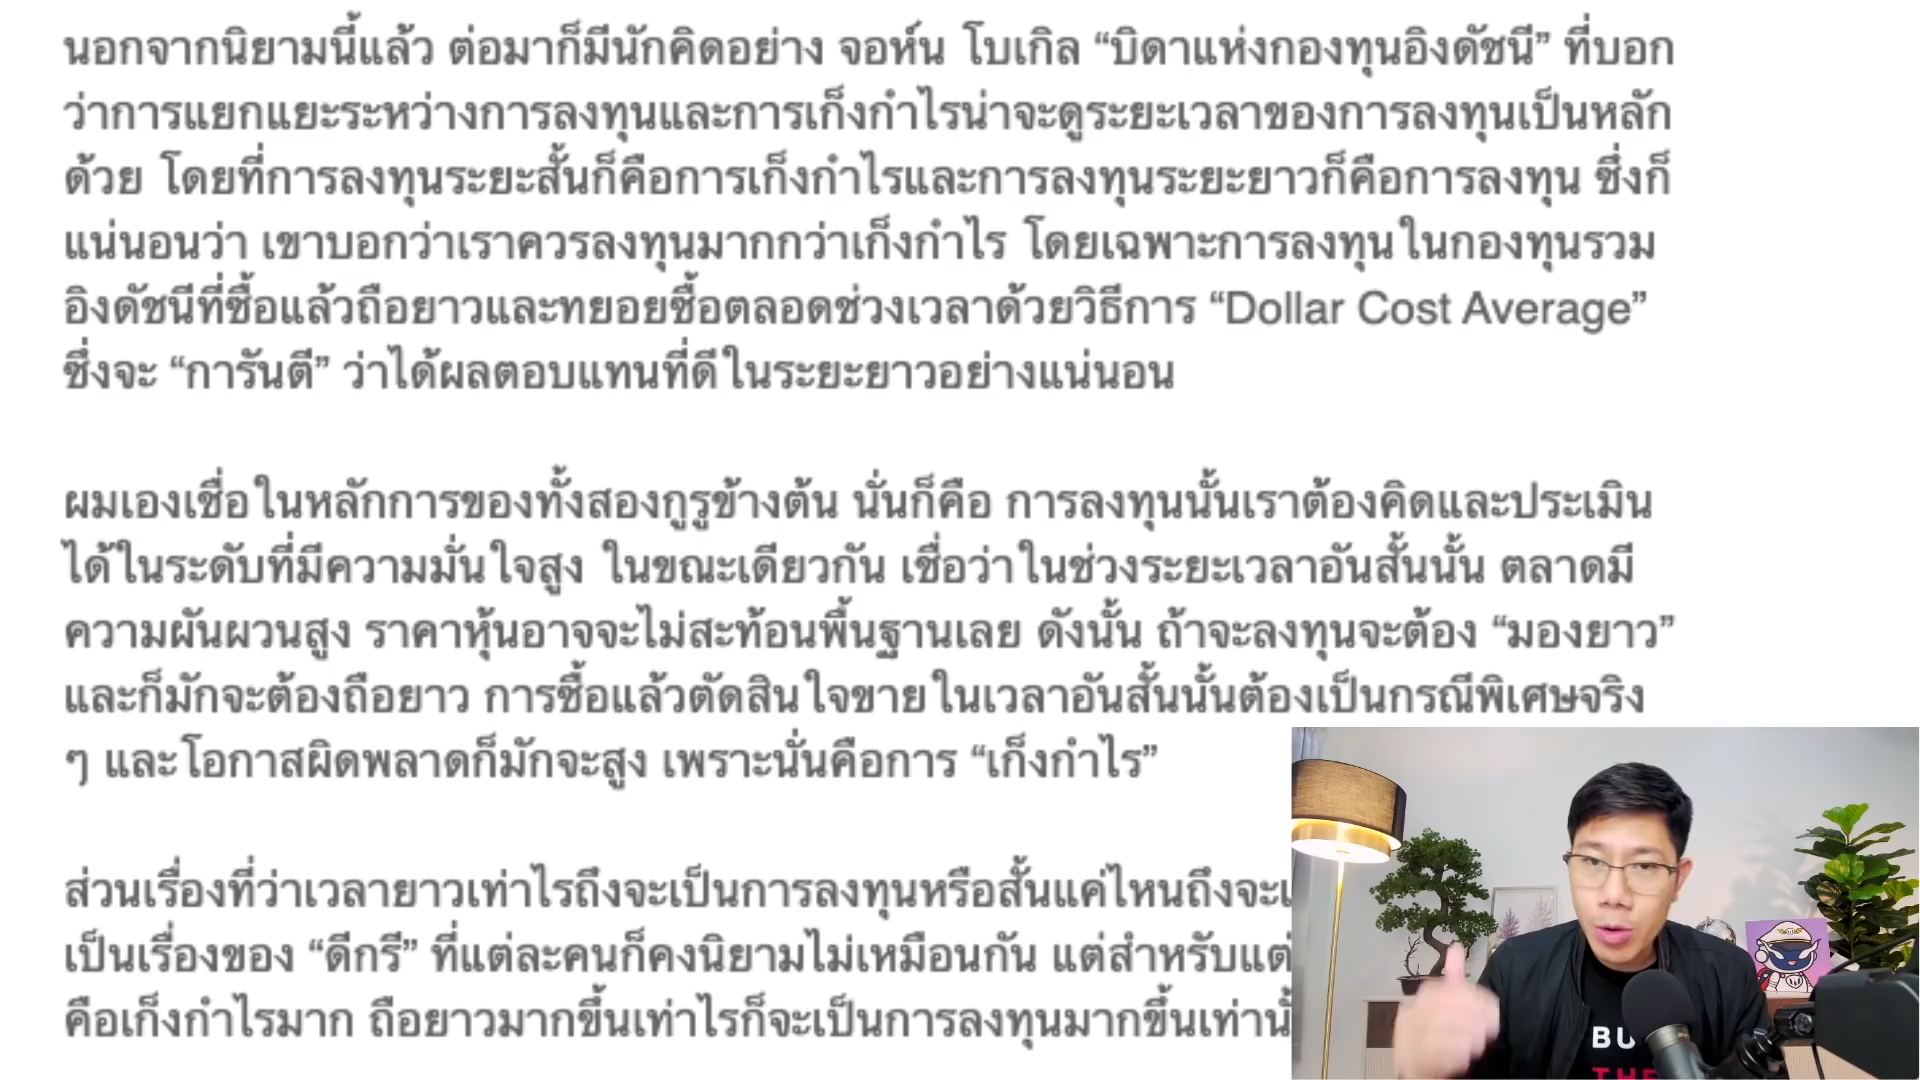 นอกจากนิยามนี้แล้ว ต่อมาก็มีนักคิดอย่าง จอห์น โบเกิล “บิดาแห่งกองทุนอิงดัชนี” ที่บอก
ว่าการแยกแยะระหว่างการลงทุนและการเก็งกำไรน่าจะดูระยะเวลาของการลงทุนเป็นหลัก
ด้วย โดยที่การลงทุนระยะสั้นก็คือการเก็งกำไรและการลงทุนระยะยาวก็คือการลงทุน ซึ่งก็
แน่นอนว่า เขาบอกว่าเราควรลงทุนมากกว่าเก็งกำไร โดยเฉพาะการลงทุนในกองทุนรวม
อิงดัชนีที่ซื้อแล้วถือยาวและทยอยซื้อตลอดช่วงเวลาด้วยวิธีการ “Dollar Cost Average”
ซึ่งจะ “การันตี” ว่าได้ผลตอบแทนที่ดีในระยะยาวอย่างแน่นอน
ผมเองเชื่อในหลักการของทั้งสองกูรูข้างต้น นั่นก็คือ การลงทุนนั้นเราต้องคิดและประเมิน
ได้ในระดับที่มีความมั่นใจสูง ในขณะเดียวกัน เชื่อว่าในช่วงระยะเวลาอันสั้นนั้น ตลาดมี
ความผันผวนสูง ราคาหุ้นอาจจะไม่สะท้อนพื้นฐานเลย ดังนั้น ถ้าจะลงทุนจะต้อง “มองยาว”
และก็มักจะต้องถือยาว การซื้อแล้วตัดสินใจขายในเวลาอันสั้นนั้นต้องเป็นกรณีพิเศษจริง
ๆ และโอกาสผิดพลาดก็มักจะสูง เพราะนั่นคือการ “เก็งกำไร”
ส่วนเรื่องที่ว่าเวลายาวเท่าไรถึงจะเป็นการลงทุนหรือสั้นแค่ไหนถึงจะ
เป็นเรื่องของ “ดีกรี” ที่แต่ละคนก็คงนิยามไม่เหมือนกัน แต่สำหรับ
คือเก็งกำไรมาก ถือยาวมากขึ้นเท่าไรก็จะเป็นการลงทุนมากขึ้น
BU
THE